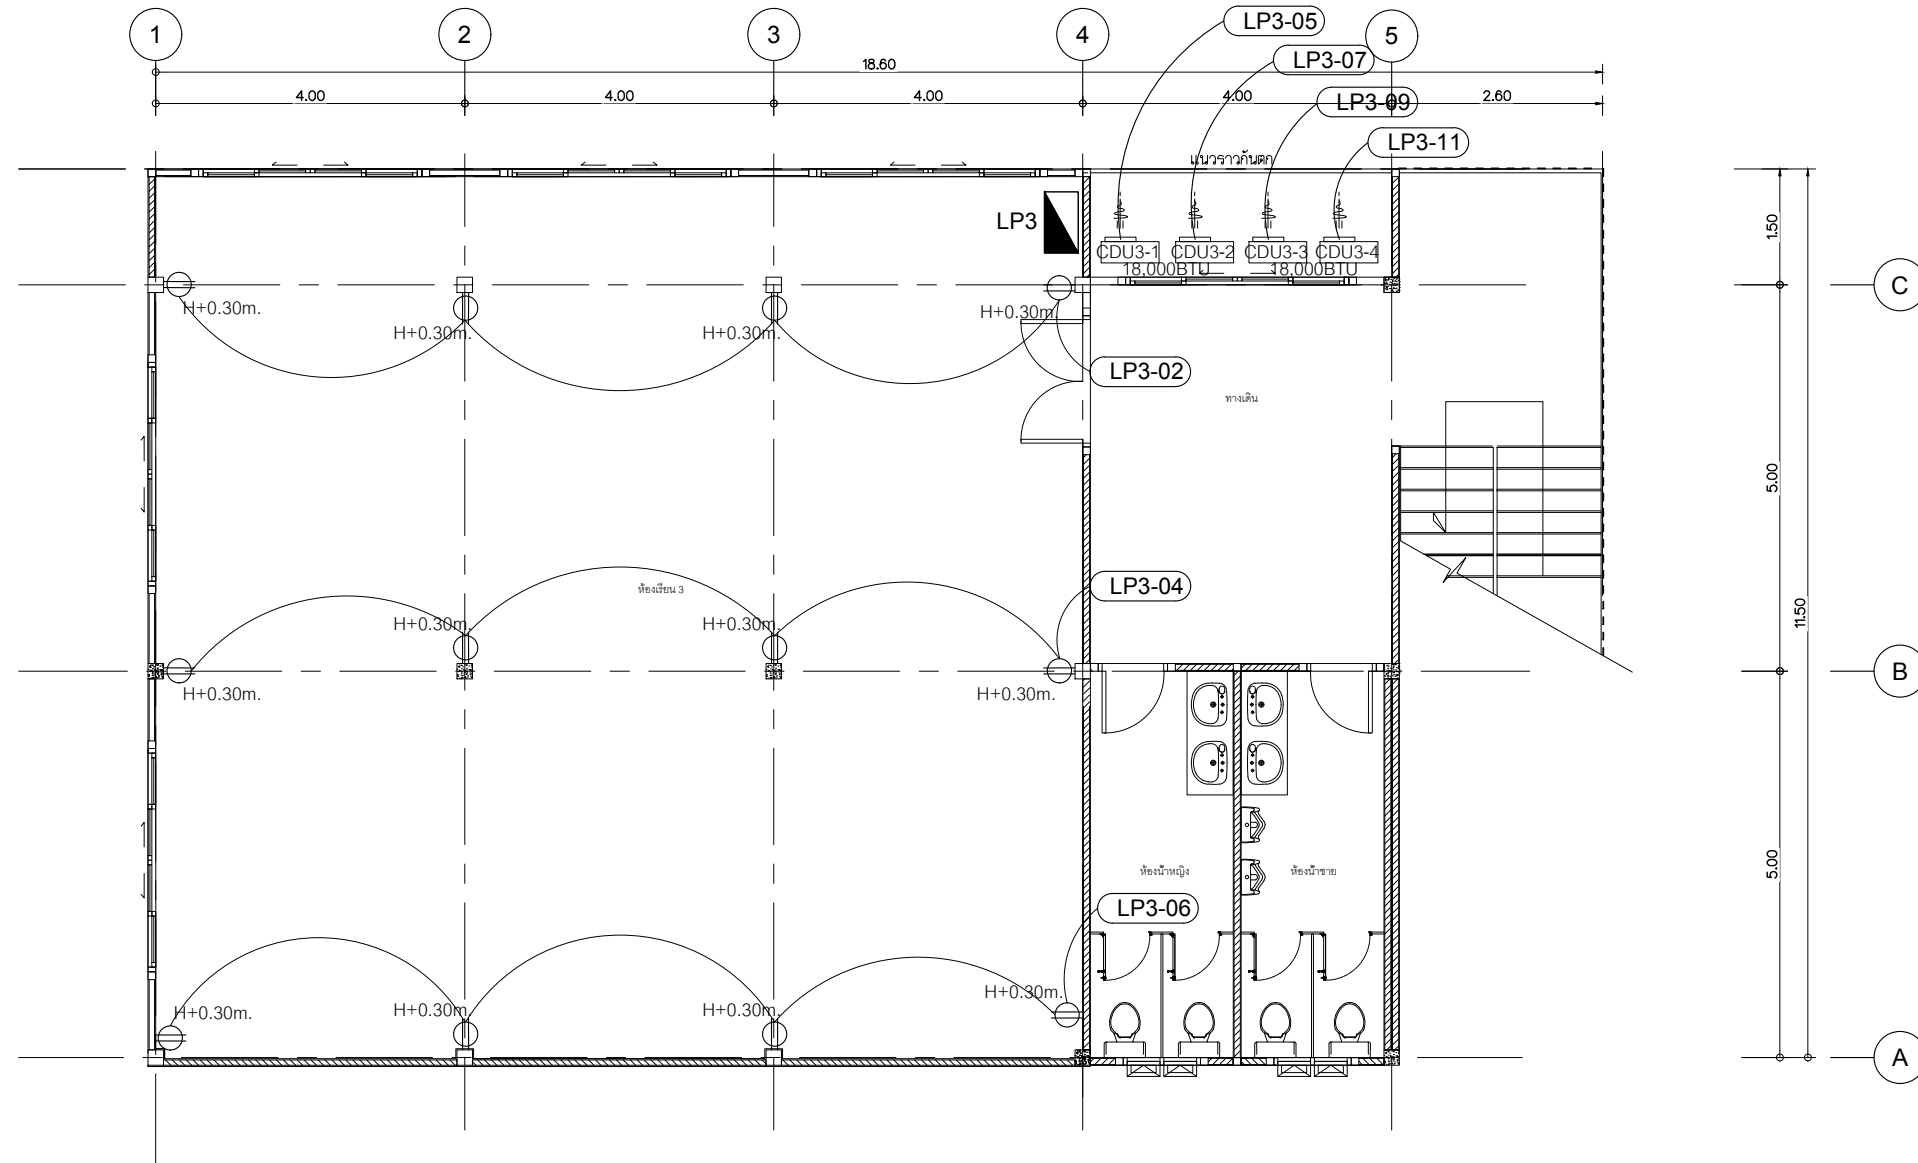 LP3-05
1
2
3
4
5
LP3-07
18.60
4.00
4.00
4.00
4.00
2.60
LP3-09
LP3-11
แนวราวกันตก
LP3
1.50
CDU3-1
CDU3-2
CDU3-3
CDU3-4
18,000BTU
18,000BTU
C
H+0.30m.
H+0.30m.
H+0.30m.
H+0.30m.
LP3-02
ทางเดิน
5.00
LP3-04
ห้องเรียน 3
11.50
H+0.30m.
H+0.30m.
B
H+0.30m.
H+0.30m.
5.00
ห้องน้ำหญิง
ห้องน้ำชาย
LP3-06
H+0.30m.
H+0.30m.
H+0.30m.
H+0.30m.
A